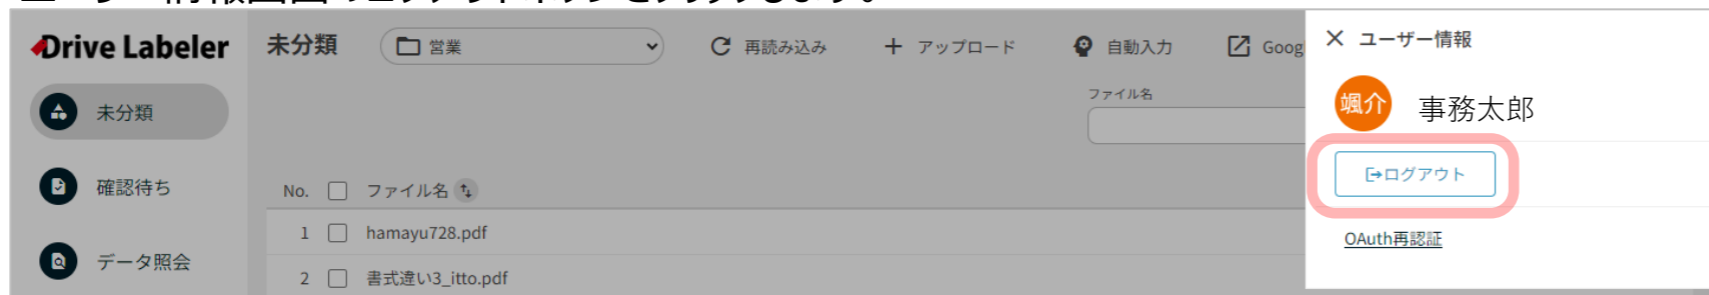 Drive Labeler
未分類
営業
再読み込み
アップロード
自動入力
Goog
ユーザー情報
ファイル名
颯介
事務太郎
ログアウト
OAuth再認証
未分類
確認待ち
データ照会
No. ファイル名
1 hamayu728.pdf
2 書式違い3_itto.pdf